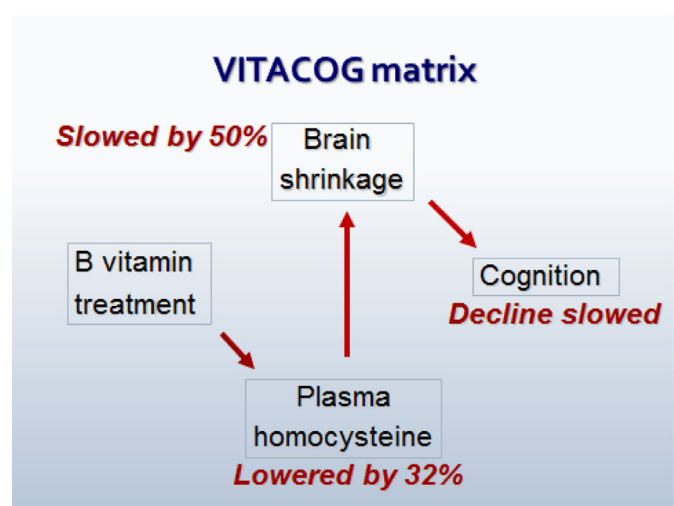 VITACOG matrix
Slowed by 50%
Brain
shrinkage
B vitamin
treatment
Cognition
Decline slowed
Plasma
homocysteine
Lowered by 32%